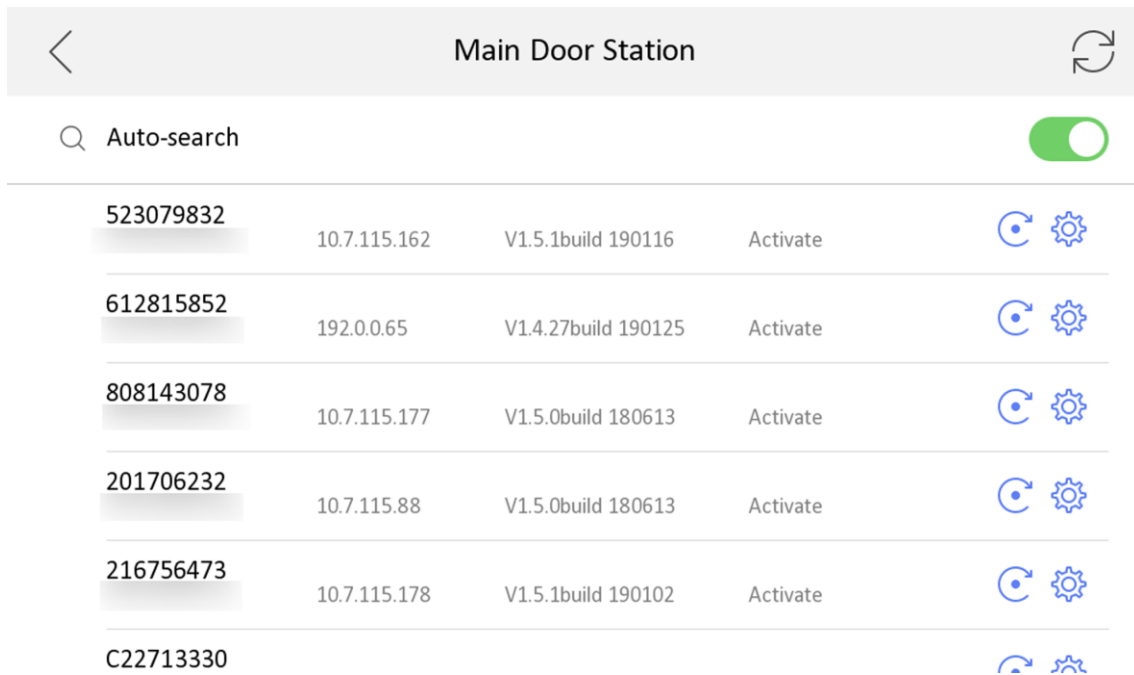 Main Door Station
Auto-search
523079832
10.7.115.162 V1.5.1build 190116 Activate
612815852
192.0.0.65 V1.4.27build 190125 Activate
808143078
10.7.115.177 V1.5.0build 180613 Activate
201706232
10.7.115.88 V1.5.0build 180613 Activate
216756473
10.7.115.178 V1.5.1build 190102 Activate
C22713330